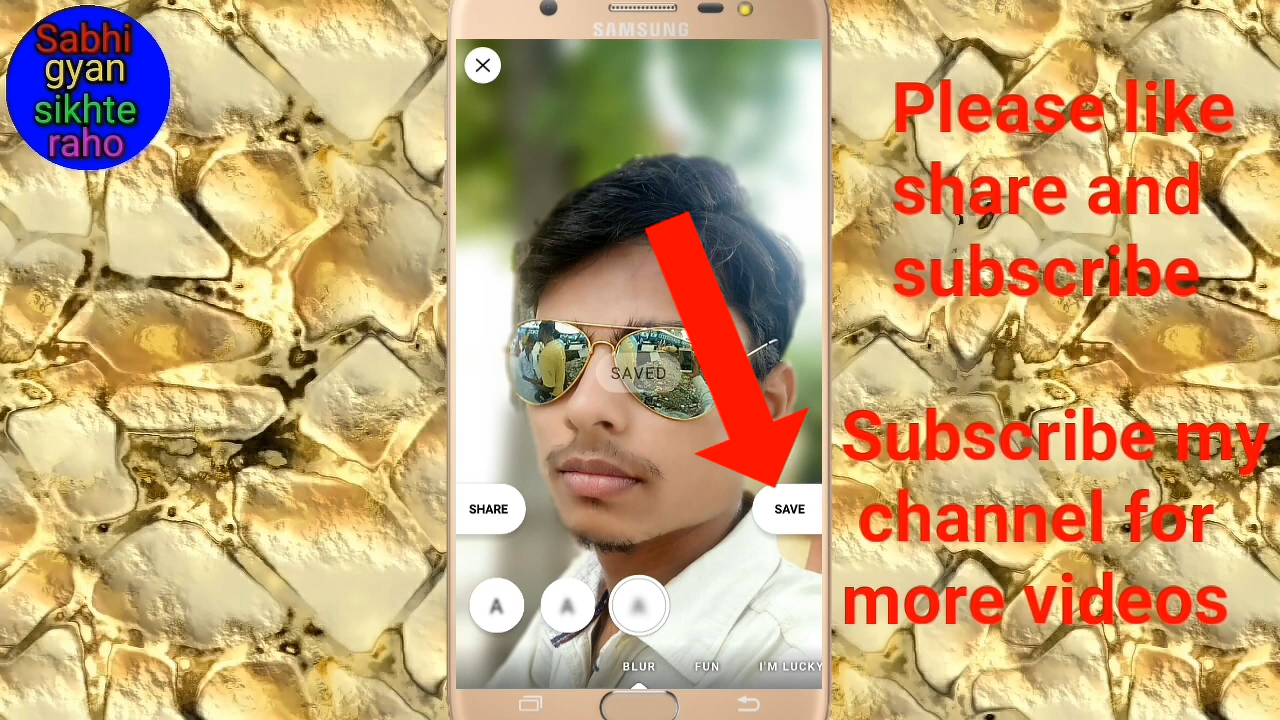 Sabhi
gyan
sikhte
raho
SAMSUNG
SAVED
SHARE
SAVE
A A A
BLUR FUN I'M LUCKY
Please like
share and
subscribe
Subscribe my
channel for
more videos